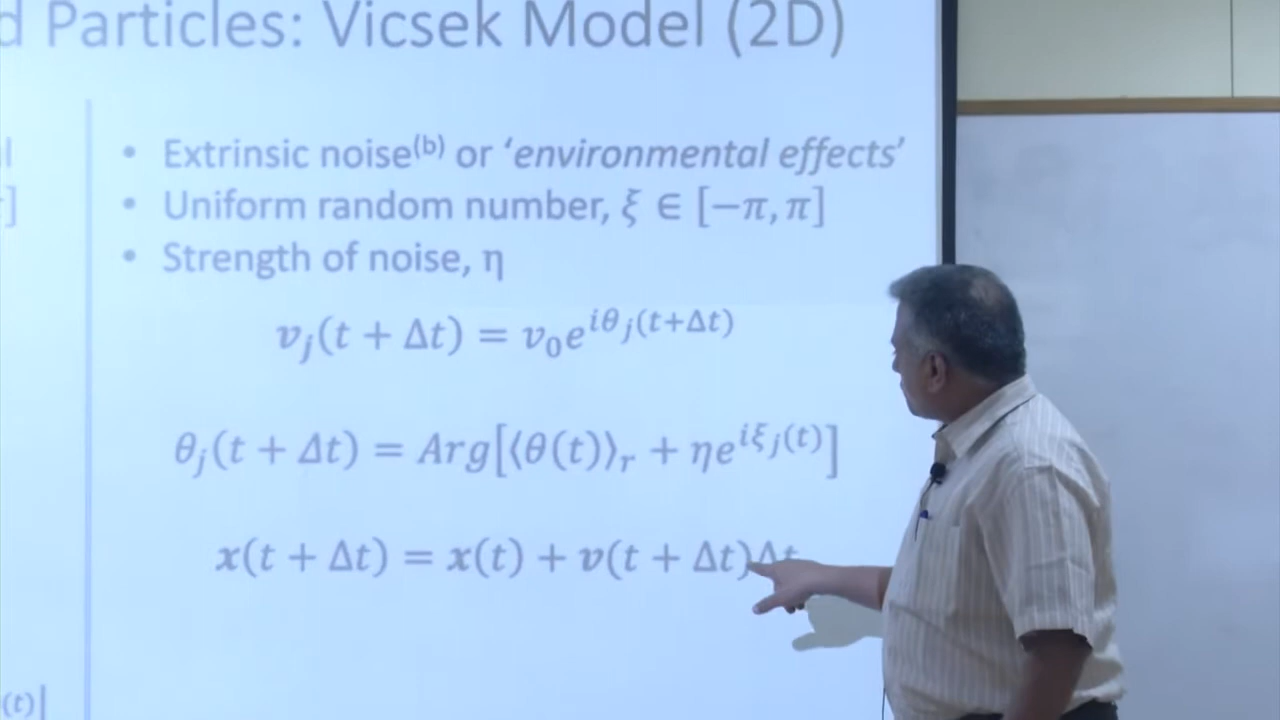 d Particles: Vicsek Model (2D)
• Extrinsic noise(b) or ‘environmental effects’
• Uniform random number, ξ ∈ [−π, π]
• Strength of noise, η
v_j(t + Δt) = v_0 e^{iθ_j(t+Δt)}
θ_j(t + Δt) = Arg[⟨θ(t)⟩_r + ηe^{iξ_j(t)}]
x(t + Δt) = x(t) + v(t + Δt)Δt
(t)|